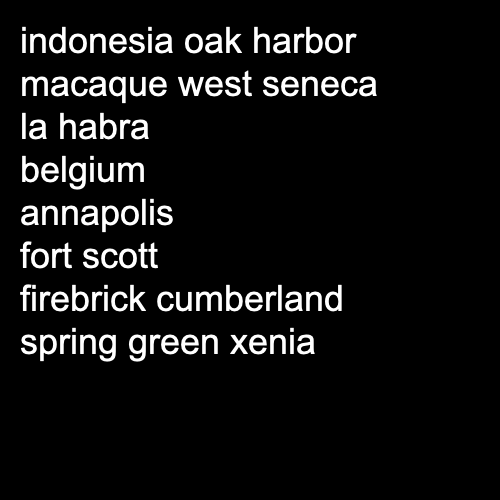 indonesia oak harbor
macaque west seneca
la habra
belgium
annapolis
fort scott
firebrick cumberland
spring green xenia